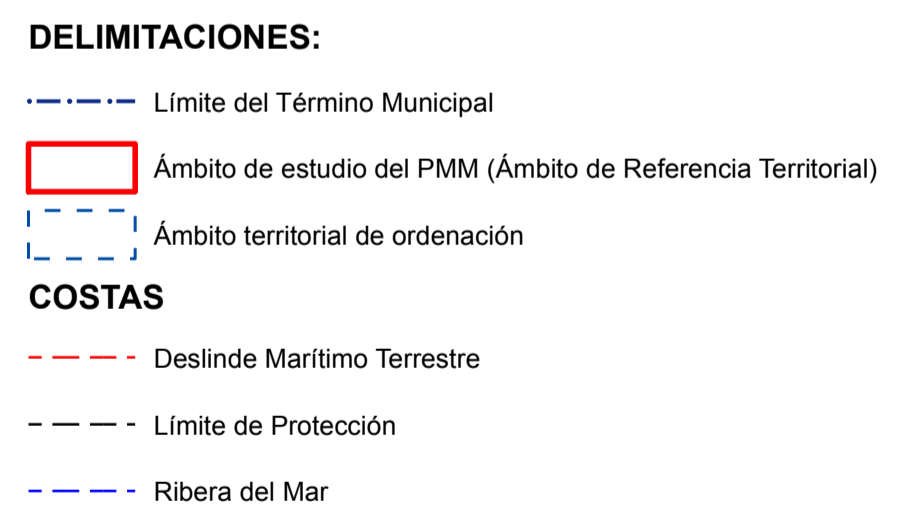 DELIMITACIONES:
Límite del Término Municipal
Ámbito de estudio del PMM (Ámbito de Referencia Territorial)
Ámbito territorial de ordenación
COSTAS
Deslinde Marítimo Terrestre
Límite de Protección
Ribera del Mar